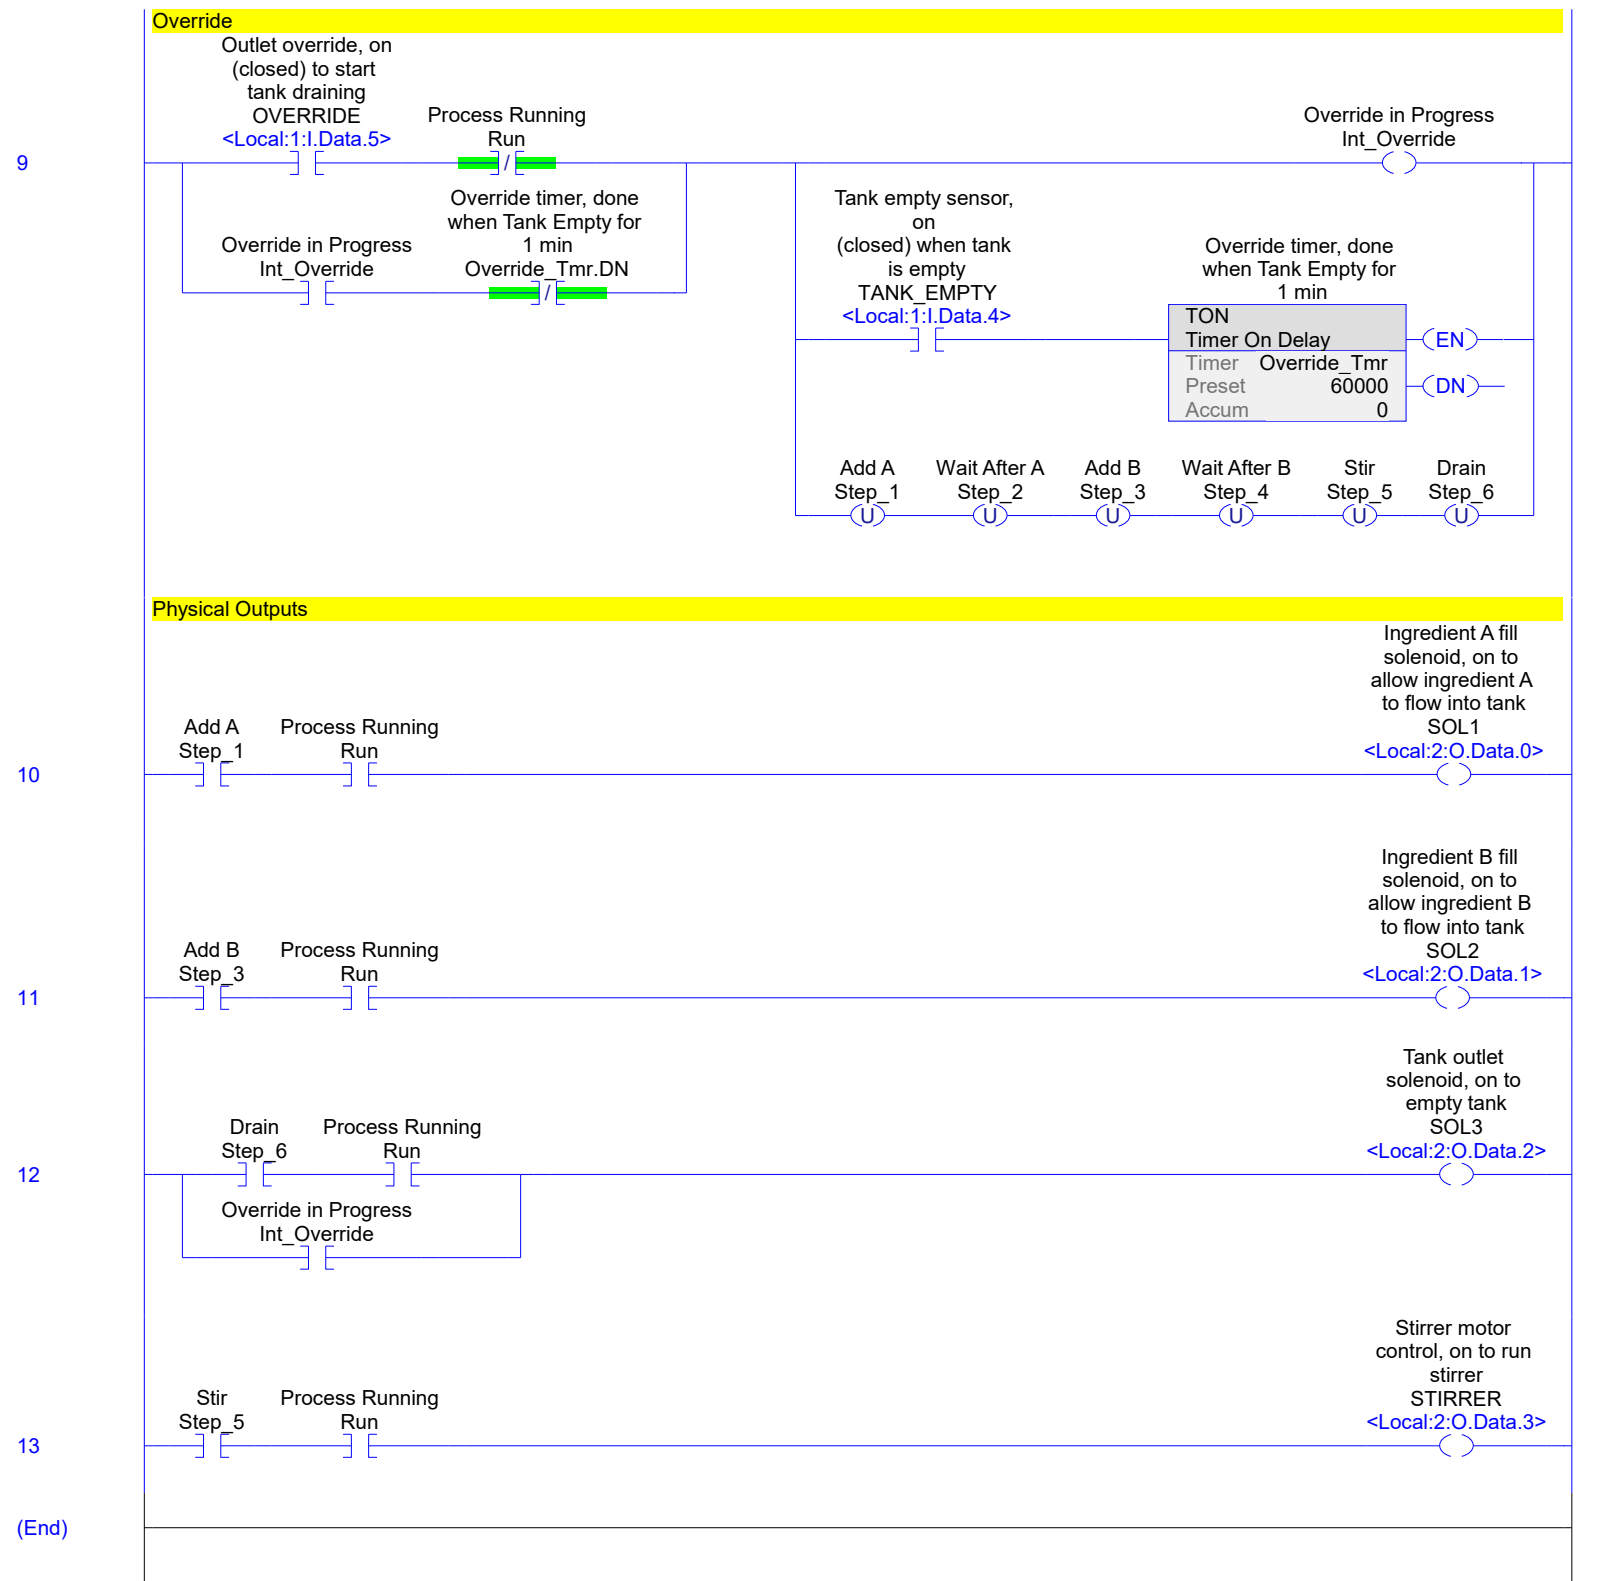 Override
Outlet override, on
(closed) to start
tank draining
OVERRIDE
<Local:1:I.Data.5>
Process Running
Run
Override in Progress
Int_Override
9
/
Override in Progress
Int_Override
Override timer, done
when Tank Empty for
1 min
Override_Tmr.DN
/
Tank empty sensor,
on
(closed) when tank
is empty
TANK_EMPTY
<Local:1:I.Data.4>
Override timer, done
when Tank Empty for
1 min
TON
Timer On Delay
Timer Override_Tmr
Preset 60000
Accum 0
EN
DN
Add A
Step_1
U
Wait After A
Step_2
U
Add B
Step_3
U
Wait After B
Step_4
U
Stir
Step_5
U
Drain
Step_6
U
Physical Outputs
Ingredient A fill
solenoid, on to
allow ingredient A
to flow into tank
SOL1
<Local:2:O.Data.0>
Add A
Step_1
Process Running
Run
10
Ingredient B fill
solenoid, on to
allow ingredient B
to flow into tank
SOL2
<Local:2:O.Data.1>
Add B
Step_3
Process Running
Run
11
Tank outlet
solenoid, on to
empty tank
SOL3
<Local:2:O.Data.2>
Drain
Step_6
Process Running
Run
12
Override in Progress
Int_Override
Stirrer motor
control, on to run
stirrer
STIRRER
<Local:2:O.Data.3>
Stir
Step_5
Process Running
Run
13
(End)